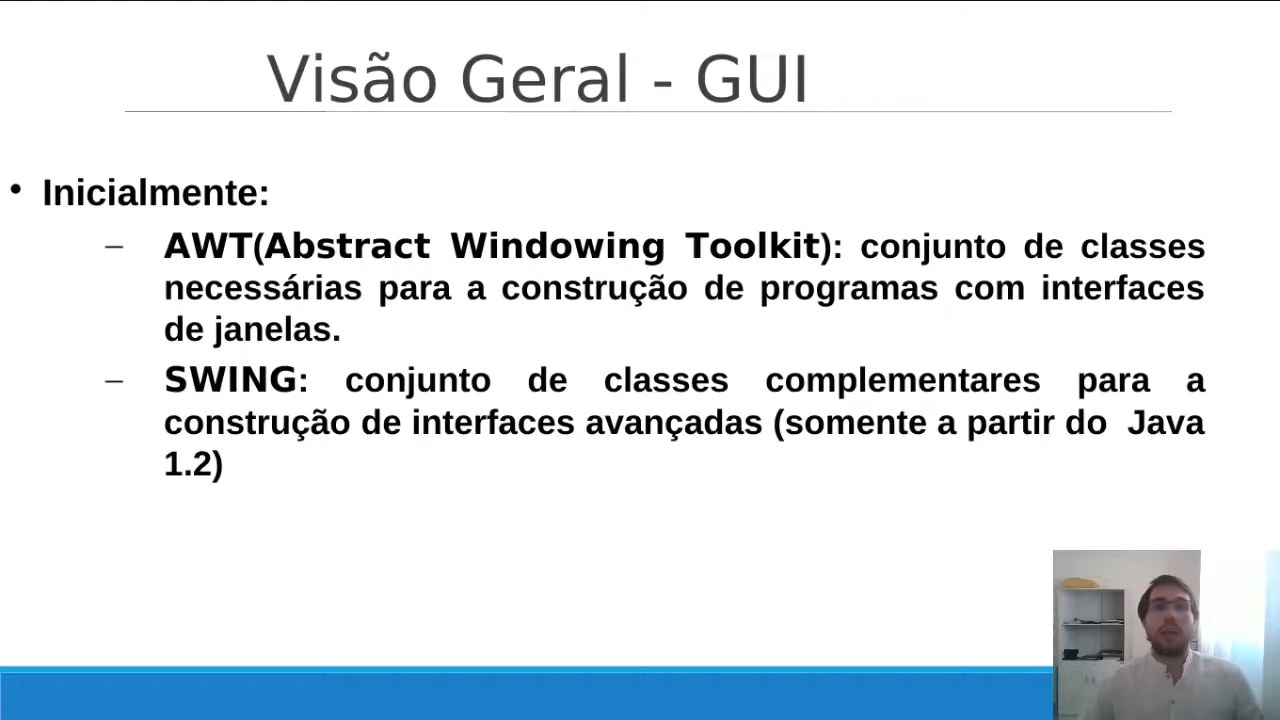 Visão Geral - GUI
• Inicialmente:
– AWT(Abstract Windowing Toolkit): conjunto de classes
necessárias para a construção de programas com interfaces
de janelas.
– SWING: conjunto de classes complementares para a
construção de interfaces avançadas (somente a partir do Java
1.2)